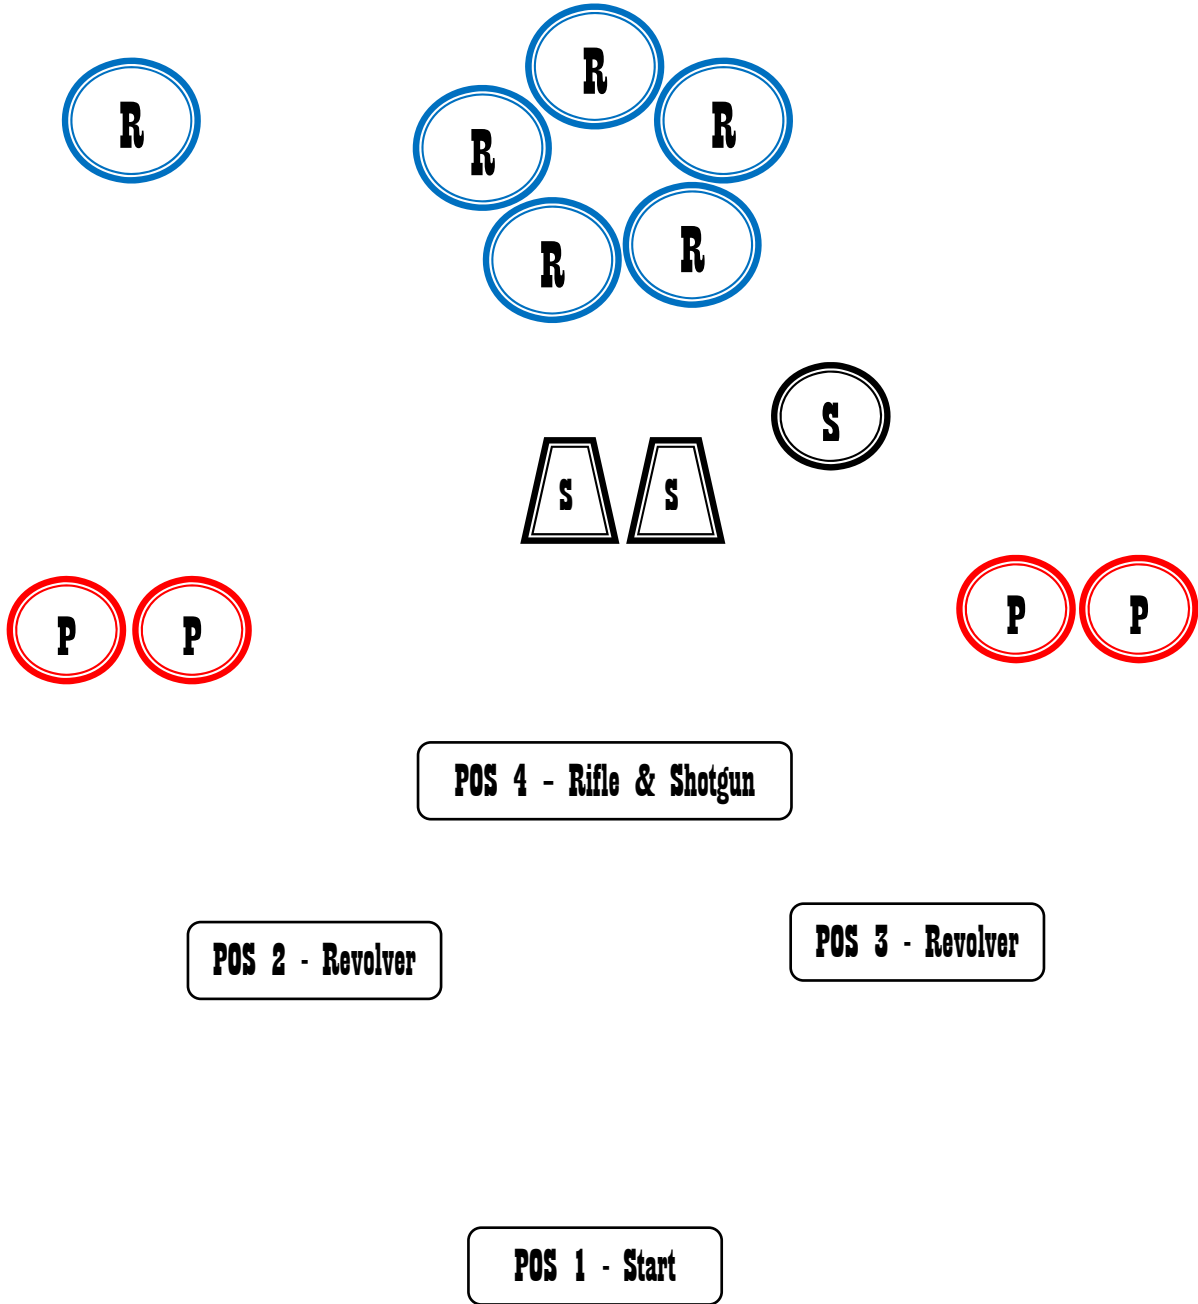 R
R
R
R
R
R
S
S
S
P
P
P
P
POS 4 - Rifle & Shotgun
POS 3 - Revolver
POS 2 - Revolver
POS 1 - Start